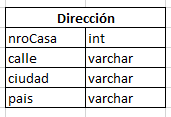 Dirección
nroCasa int
calle varchar
ciudad varchar
pais varchar